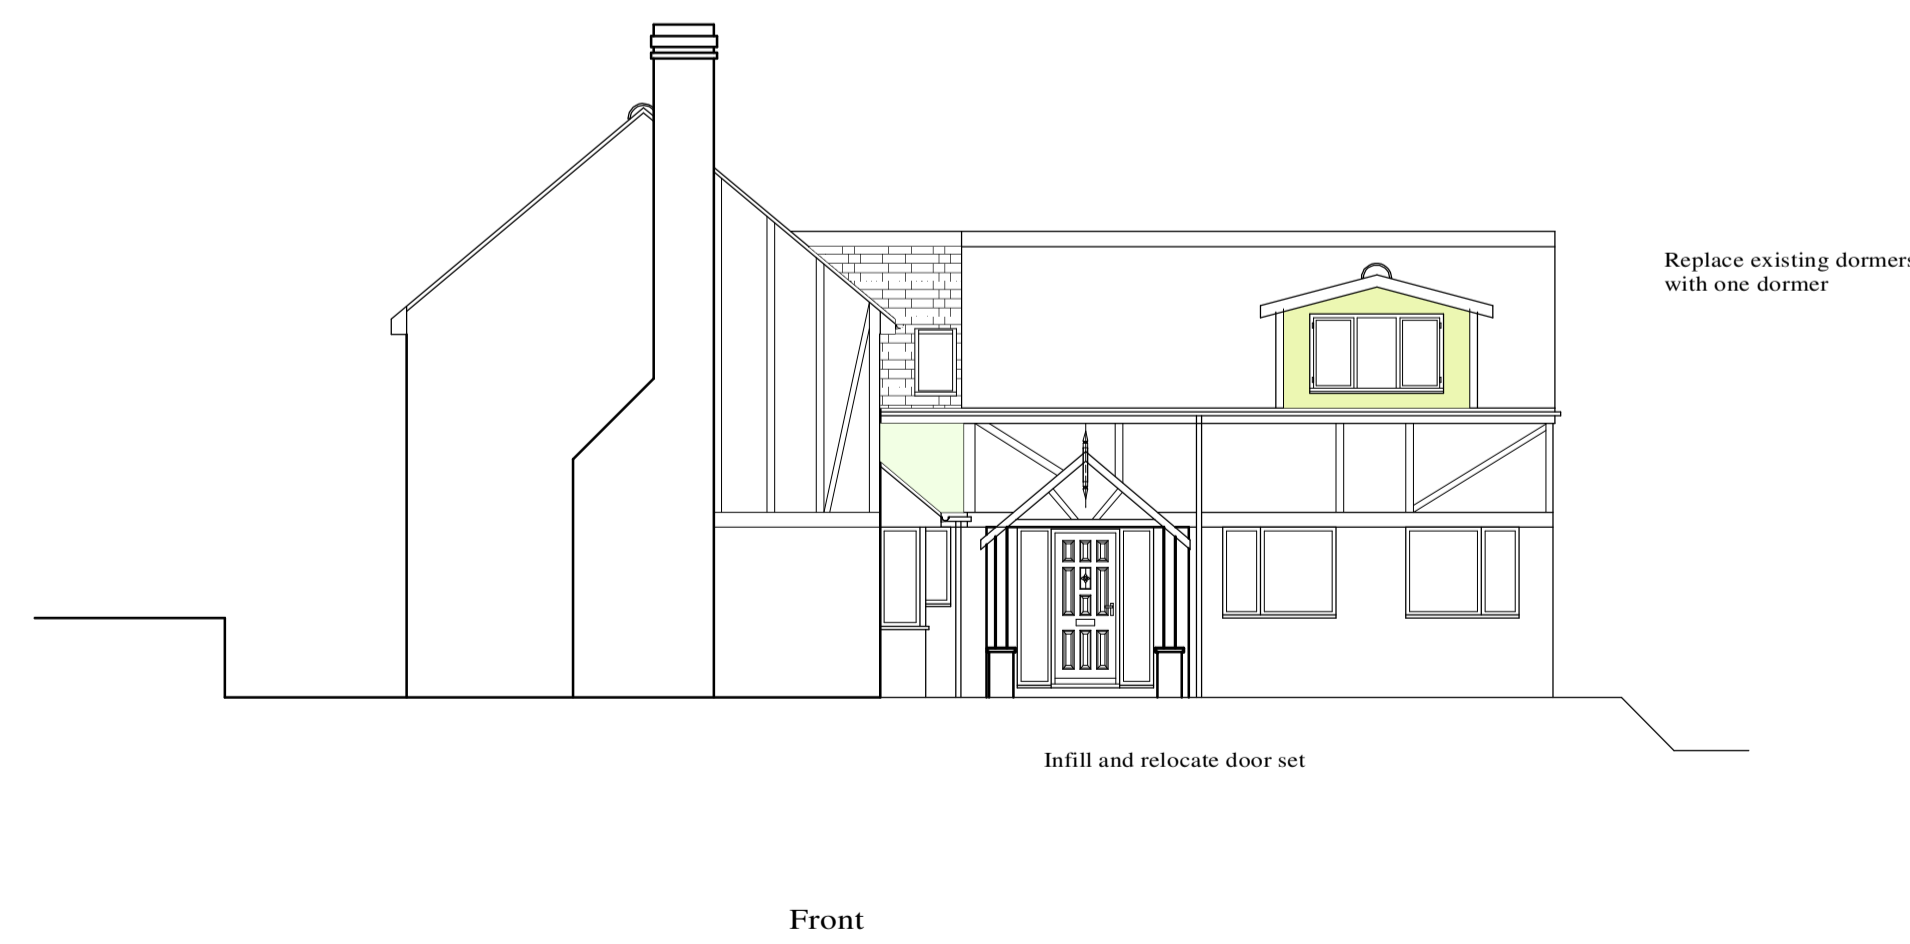 Replace existing dormers
with one dormer
Infill and relocate door set
Front